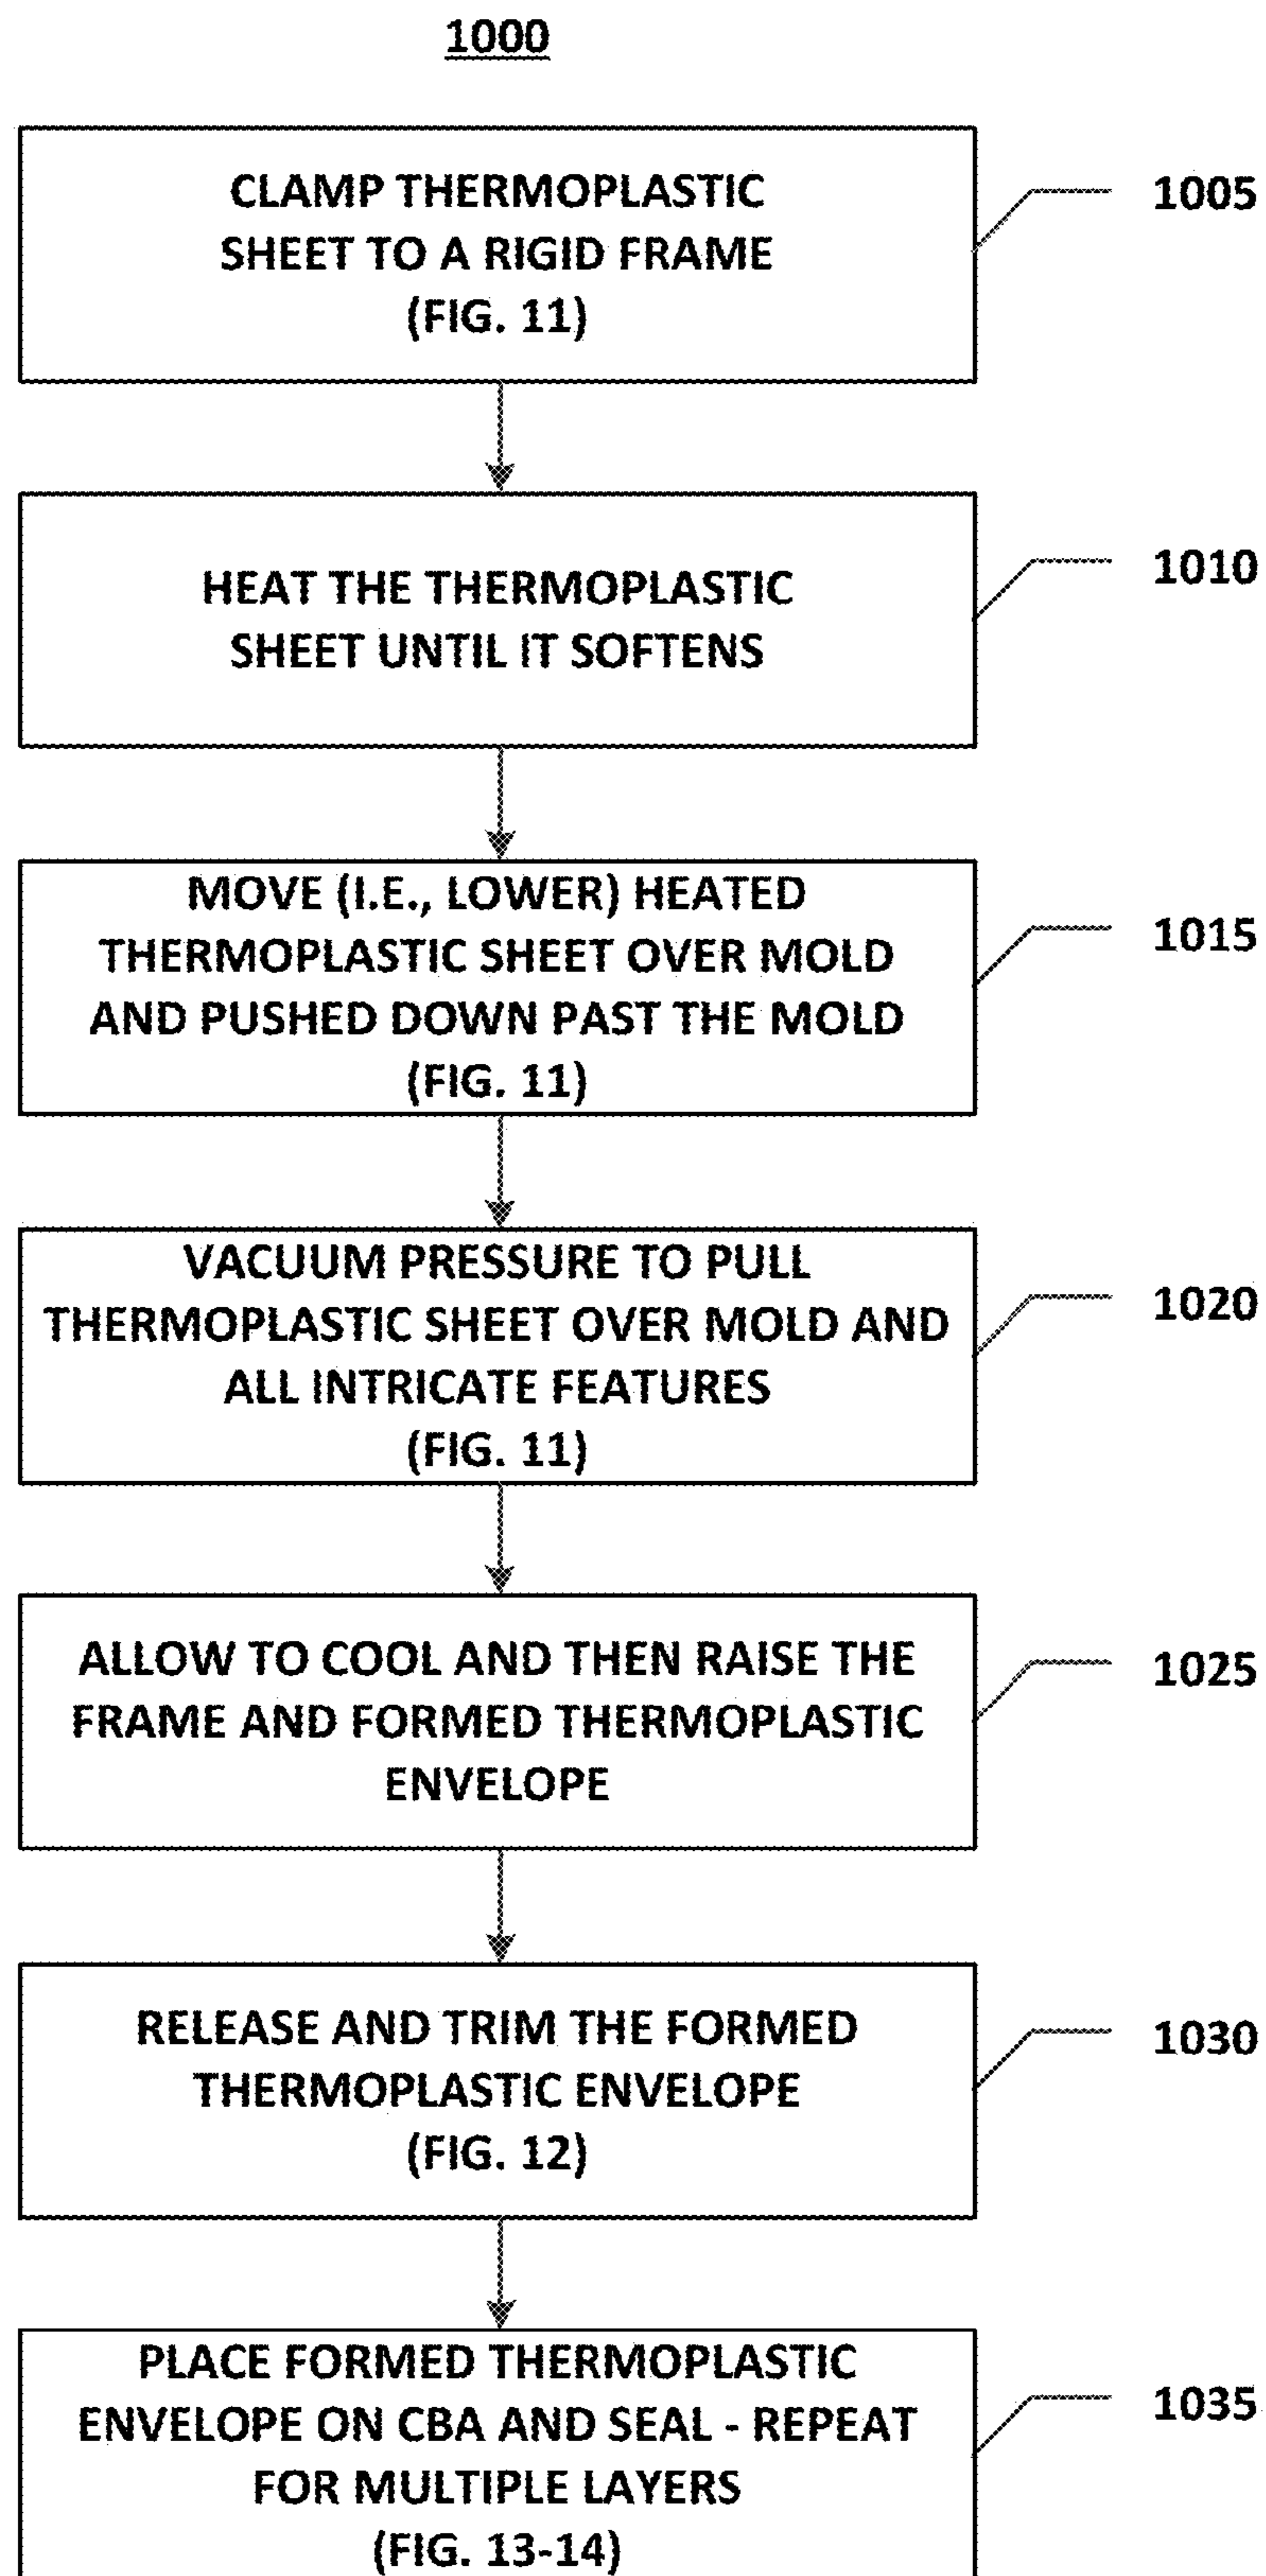 1000
CLAMP THERMOPLASTIC
SHEET TO A RIGID FRAME
(FIG. 11)
1005
HEAT THE THERMOPLASTIC
SHEET UNTIL IT SOFTENS
1010
MOVE (I.E., LOWER) HEATED
THERMOPLASTIC SHEET OVER MOLD
AND PUSHED DOWN PAST THE MOLD
(FIG. 11)
1015
VACUUM PRESSURE TO PULL
THERMOPLASTIC SHEET OVER MOLD AND
ALL INTRICATE FEATURES
(FIG. 11)
1020
ALLOW TO COOL AND THEN RAISE THE
FRAME AND FORMED THERMOPLASTIC
ENVELOPE
1025
RELEASE AND TRIM THE FORMED
THERMOPLASTIC ENVELOPE
(FIG. 12)
1030
PLACE FORMED THERMOPLASTIC
ENVELOPE ON CBA AND SEAL - REPEAT
FOR MULTIPLE LAYERS
(FIG. 13-14)
1035